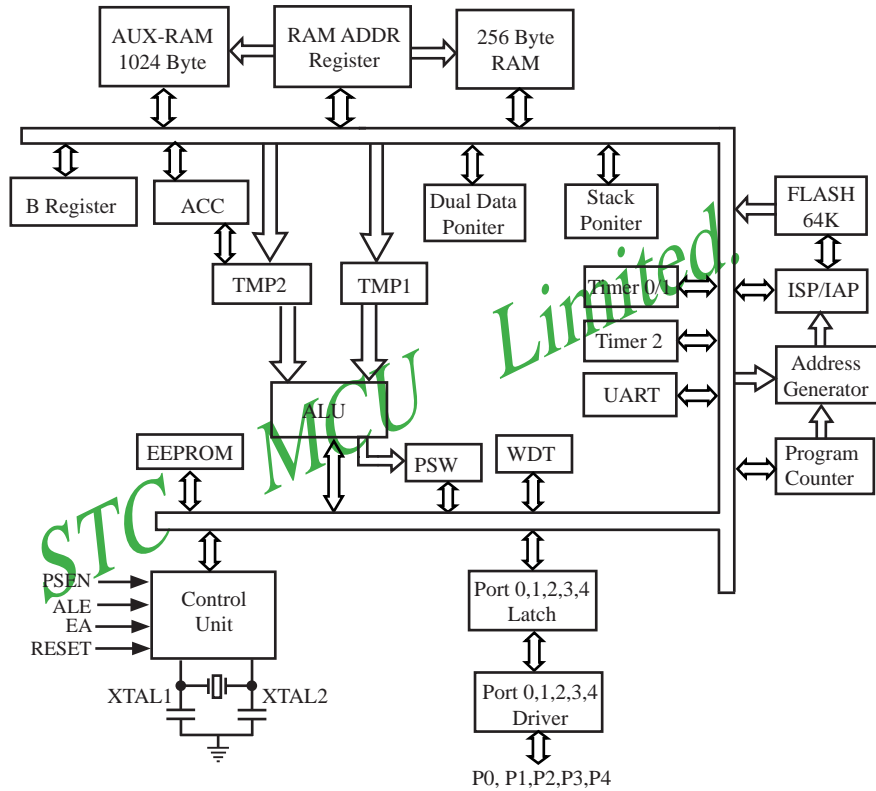 AUX-RAM
1024 Byte
RAM ADDR
Register
256 Byte
RAM
B Register
ACC
Dual Data
Poniter
Stack
Poniter
FLASH
64K
TMP2
TMP1
Timer 0/1
ISP/IAP
Timer 2
Address
Generator
UART
ALU
EEPROM
PSW
WDT
Program
Counter
STC MCU Limited.
PSEN
ALE
EA
RESET
Control
Unit
Port 0,1,2,3,4
Latch
XTAL1
XTAL2
Port 0,1,2,3,4
Driver
P0, P1,P2,P3,P4